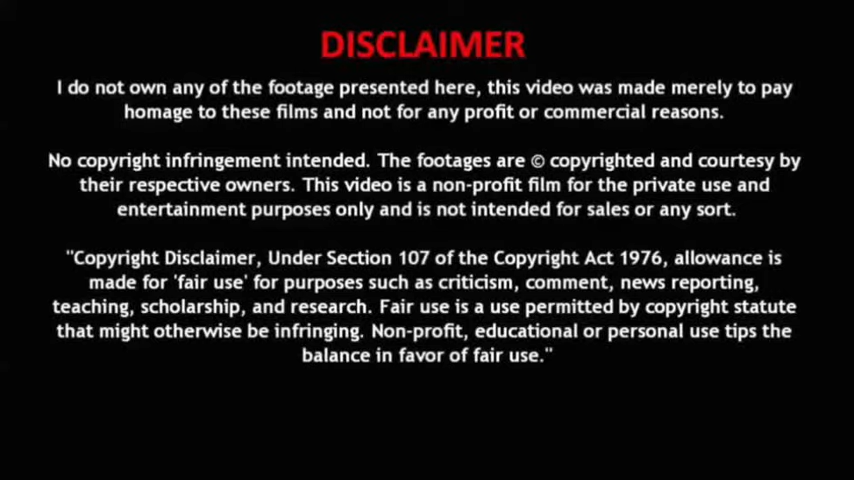 DISCLAIMER
I do not own any of the footage presented here, this video was made merely to pay
homage to these films and not for any profit or commercial reasons.
No copyright infringement intended. The footages are © copyrighted and courtesy by
their respective owners. This video is a non-profit film for the private use and
entertainment purposes only and is not intended for sales or any sort.
"Copyright Disclaimer, Under Section 107 of the Copyright Act 1976, allowance is
made for 'fair use' for purposes such as criticism, comment, news reporting,
teaching, scholarship, and research. Fair use is a use permitted by copyright statute
that might otherwise be infringing. Non-profit, educational or personal use tips the
balance in favor of fair use."